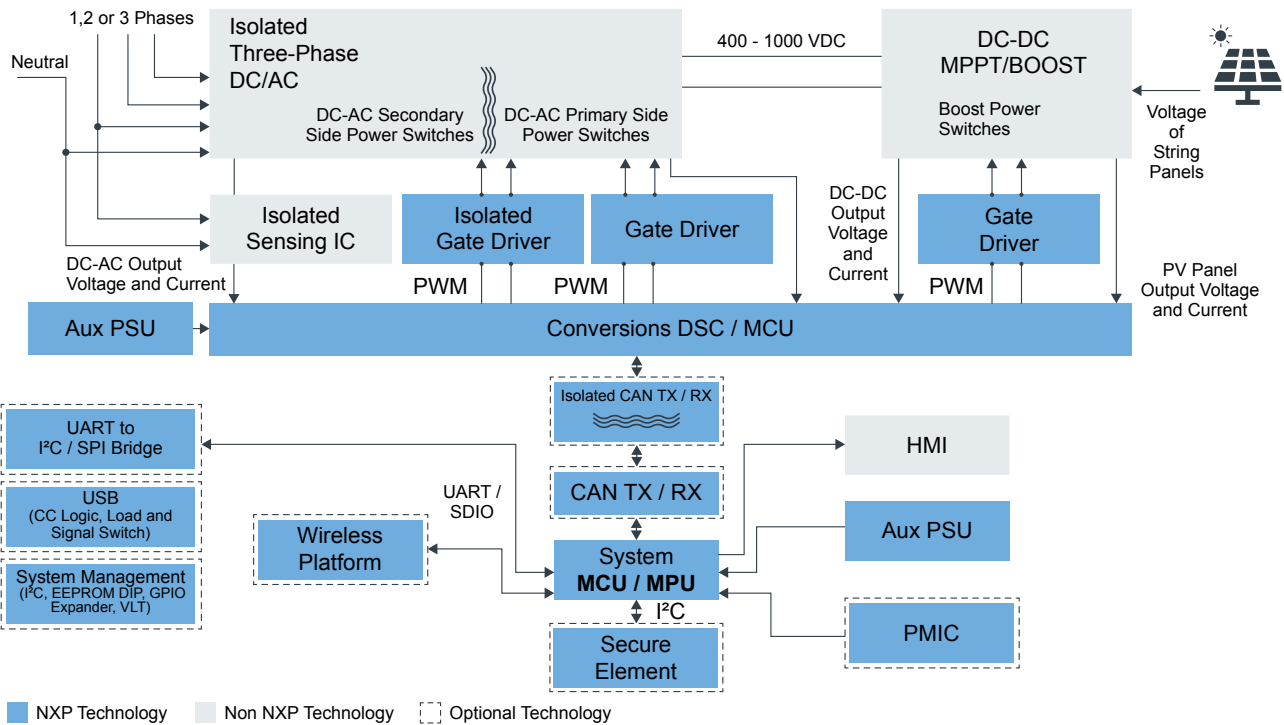 1,2 or 3 Phases
Neutral
Isolated
Three-Phase
DC/AC
DC-AC Secondary
Side Power Switches
DC-AC Primary Side
Power Switches
400 - 1000 VDC
DC-DC
MPPT/BOOST
Boost Power
Switches
Voltage
of
String
Panels
Isolated
Sensing IC
Isolated
Gate Driver
Gate Driver
DC-DC
Output
Voltage
and
Current
Gate
Driver
DC-AC Output
Voltage and Current
PWM
PWM
PWM
PV Panel
Output Voltage
and Current
Aux PSU
Conversions DSC / MCU
Isolated CAN TX / RX
UART to
I²C / SPI Bridge
HMI
USB
(CC Logic, Load and
Signal Switch)
UART /
SDIO
CAN TX / RX
Wireless
Platform
Aux PSU
System
MCU / MPU
System Management
(I²C, EEPROM DIP, GPIO
Expander, VLT)
I²C
PMIC
Secure
Element
NXP Technology
Non NXP Technology
Optional Technology